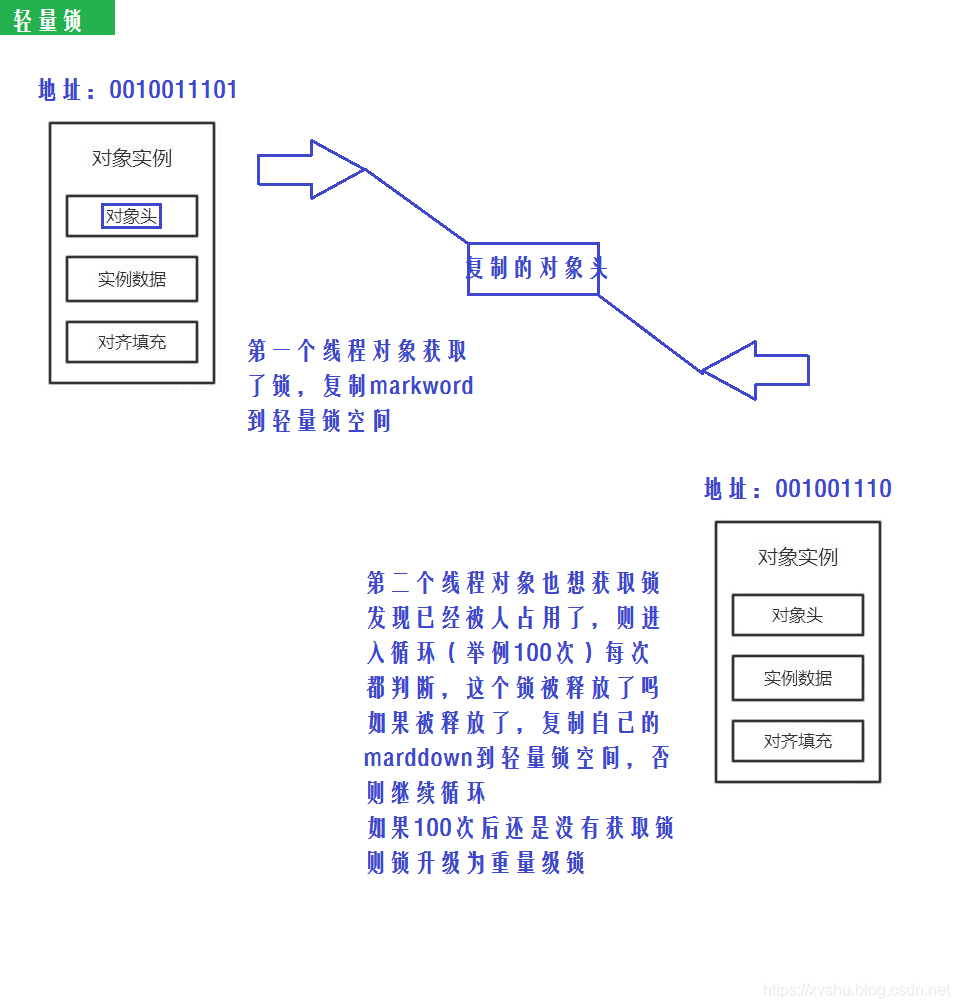 轻量锁
地址：0010011101
对象实例
对象头
实例数据
对齐填充
复制的对象头
第一个线程对象获取
了锁，复制markword
到轻量锁空间
地址：001001110
对象实例
对象头
实例数据
对齐填充
第二个线程对象也想获取锁
发现已经被人占用了，则进
入循环（举例100次）每次
都判断，这个锁被释放了吗
如果被释放了，复制自己的
marddown到轻量锁空间，否
则继续循环
如果100次后还是没有获取锁
则锁升级为重量级锁
https://xvshu.blog.csdn.net